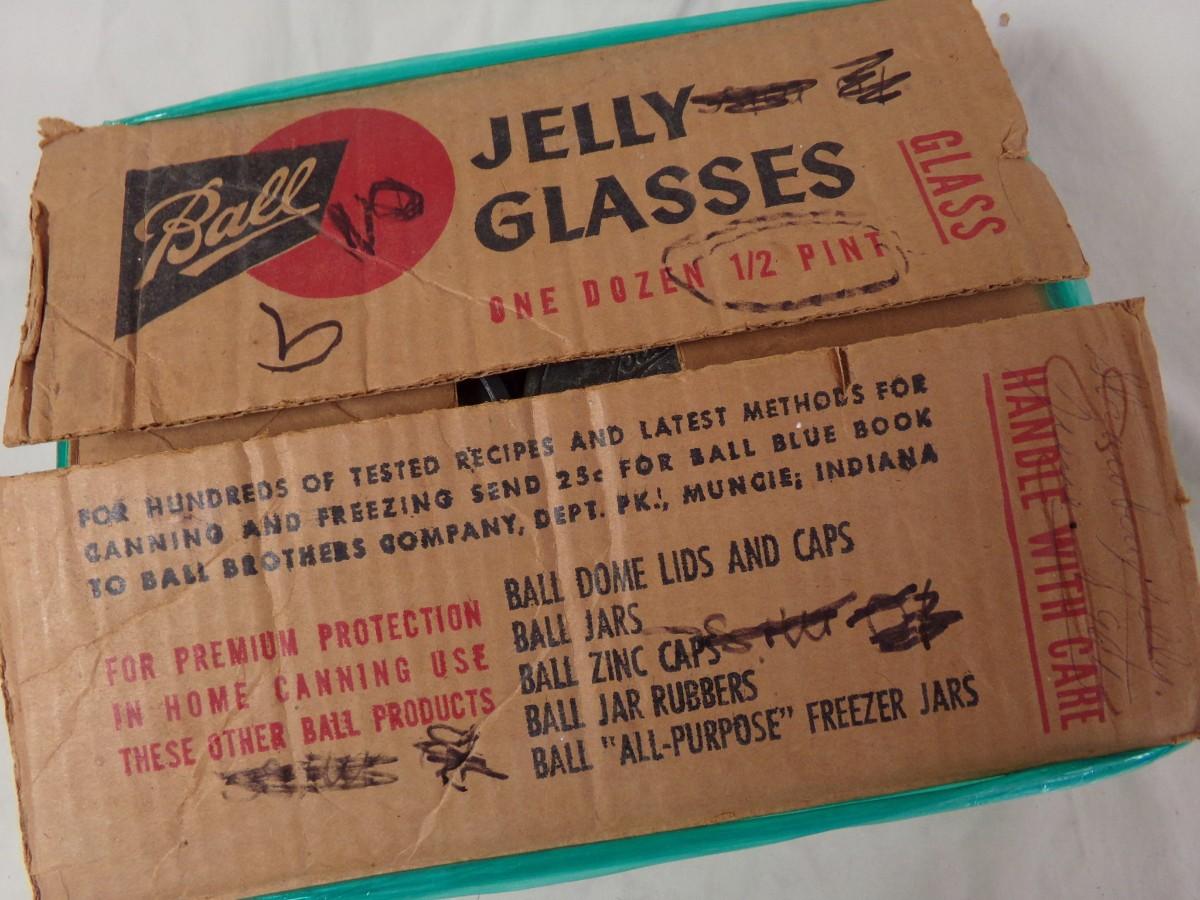 Ball
JELLY
GLASSES
ONE DOZEN 1/2 PINT
GLASS
NO
FOR HUNDREDS OF TESTED RECIPES AND LATEST METHODS FOR
CANNING AND FREEZING SEND 25¢ FOR BALL BLUE BOOK
TO BALL BROTHERS COMPANY, DEPT. PK., MUNCIE, INDIANA
FOR PREMIUM PROTECTION
IN HOME CANNING USE
THESE OTHER BALL PRODUCTS
BALL DOME LIDS AND CAPS
BALL JARS
BALL ZINC CAPS
BALL JAR RUBBERS
BALL "ALL-PURPOSE" FREEZER JARS
HANDLE WITH CARE